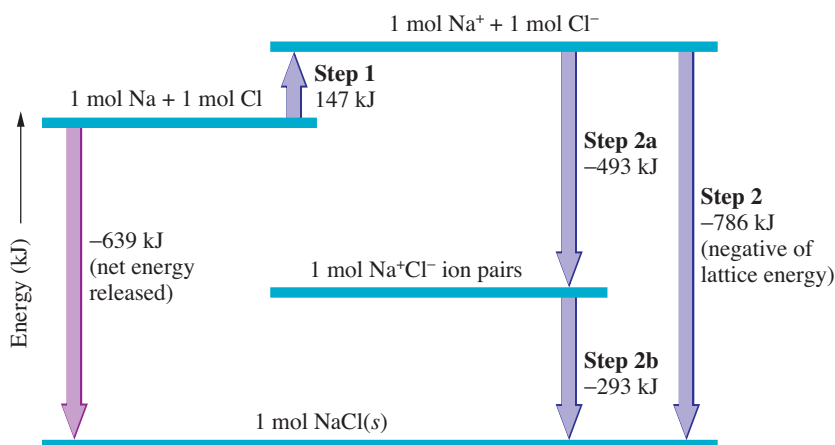 1 mol Na⁺ + 1 mol Cl⁻
Step 1
147 kJ
1 mol Na + 1 mol Cl
Step 2a
−493 kJ
Step 2
−786 kJ
(negative of
lattice energy)
−639 kJ
(net energy
released)
Energy (kJ)
1 mol Na⁺Cl⁻ ion pairs
Step 2b
−293 kJ
1 mol NaCl(s)